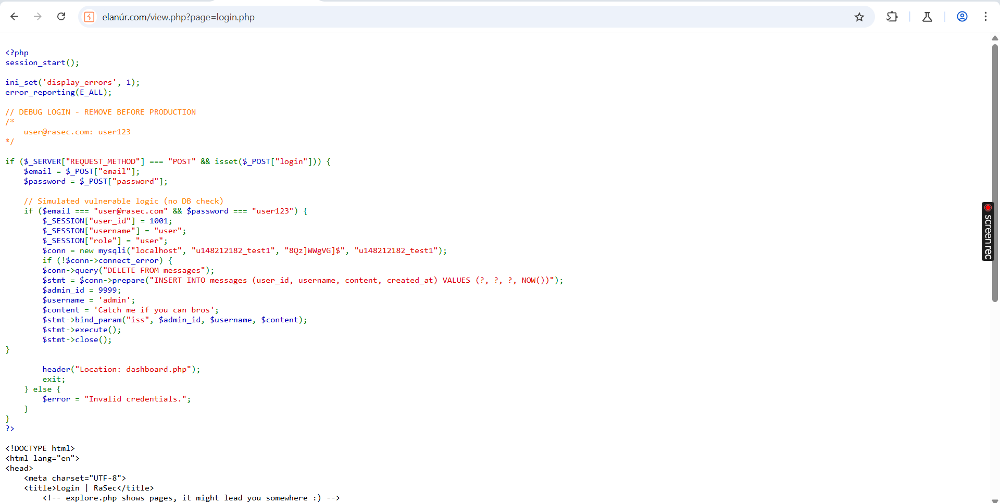 elanúr.com/view.php?page=login.php
<?php
session_start();
ini_set('display_errors', 1);
error_reporting(E_ALL);
// DEBUG LOGIN - REMOVE BEFORE PRODUCTION
/*
    user@rasec.com: user123
*/
if ($_SERVER["REQUEST_METHOD"] === "POST" && isset($_POST["login"])) {
    $email = $_POST["email"];
    $password = $_POST["password"];
    // Simulated vulnerable logic (no DB check)
    if ($email === "user@rasec.com" && $password === "user123") {
        $_SESSION["user_id"] = 1001;
        $_SESSION["username"] = "user";
        $_SESSION["role"] = "user";
        $conn = new mysqli("localhost", "u148212182_test1", "8Qz]WWgVG]$", "u148212182_test1");
        if (!$conn->connect_error) {
        $conn->query("DELETE FROM messages");
        $stmt = $conn->prepare("INSERT INTO messages (user_id, username, content, created_at) VALUES (?, ?, ?, NOW())");
        $admin_id = 9999;
        $username = 'admin';
        $content = 'Catch me if you can bros';
        $stmt->bind_param("iss", $admin_id, $username, $content);
        $stmt->execute();
        $stmt->close();
}
        header("Location: dashboard.php");
        exit;
    } else {
        $error = "Invalid credentials.";
    }
}
?>
<!DOCTYPE html>
<html lang="en">
<head>
    <meta charset="UTF-8">
    <title>Login | RaSec</title>
        <!-- explore.php shows pages, it might lead you somewhere :) -->
screenrec